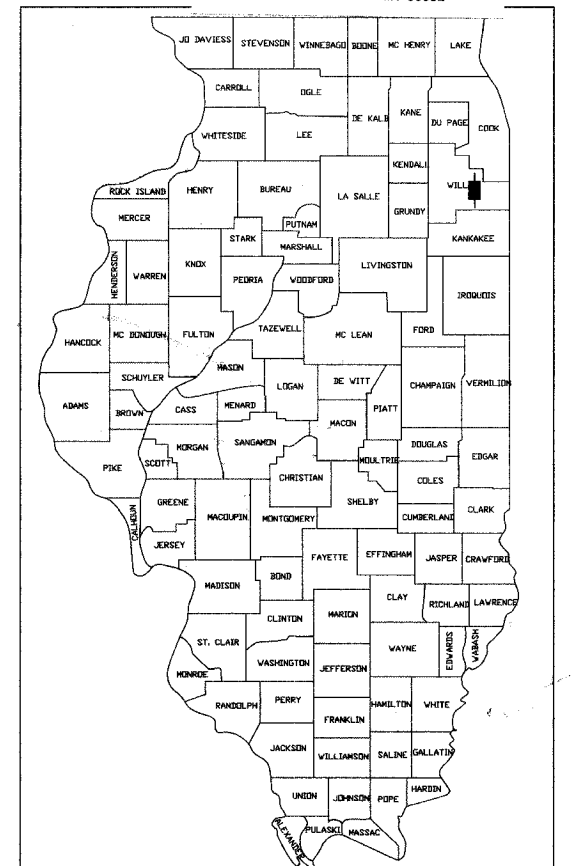 JO DAVIESS STEVENSON WINNEBAGO BOONE MC HENRY LAKE
CARROLL OGLE
DE KALB KANE DU PAGE COOK
WHITESIDE LEE
KENDALL
ROCK ISLAND HENRY BUREAU LA SALLE WILL
MERCER PUTNAM GRUNDY
STARK MARSHALL KANKAKEE
HENDERSON WARREN KNOX PEORIA WOODFORD LIVINGSTON IROQUOIS
HANCOCK MC DONOUGH FULTON TAZEWELL MC LEAN FORD
MASON
SCHUYLER LOGAN DE WITT CHAMPAIGN VERMILION
ADAMS BROWN CASS MENARD PIATT
MACON
MORGAN SANGAMON DOUGLAS EDGAR
PIKE SCOTT MOULTRIE
CHRISTIAN COLES
GREENE SHELBY
CALHOUN MACOUPIN MONTGOMERY CUMBERLAND CLARK
JERSEY FAYETTE EFFINGHAM JASPER CRAWFORD
MADISON BOND
CLAY RICHLAND LAWRENCE
CLINTON MARION
ST. CLAIR WAYNE EDWARDS WABASH
WASHINGTON JEFFERSON
MONROE
RANDOLPH PERRY HAMILTON WHITE
FRANKLIN
JACKSON WILLIAMSON SALINE GALLATIN
UNION JOHNSON POPE HARDIN
ALEXANDER PULASKI MASSAC